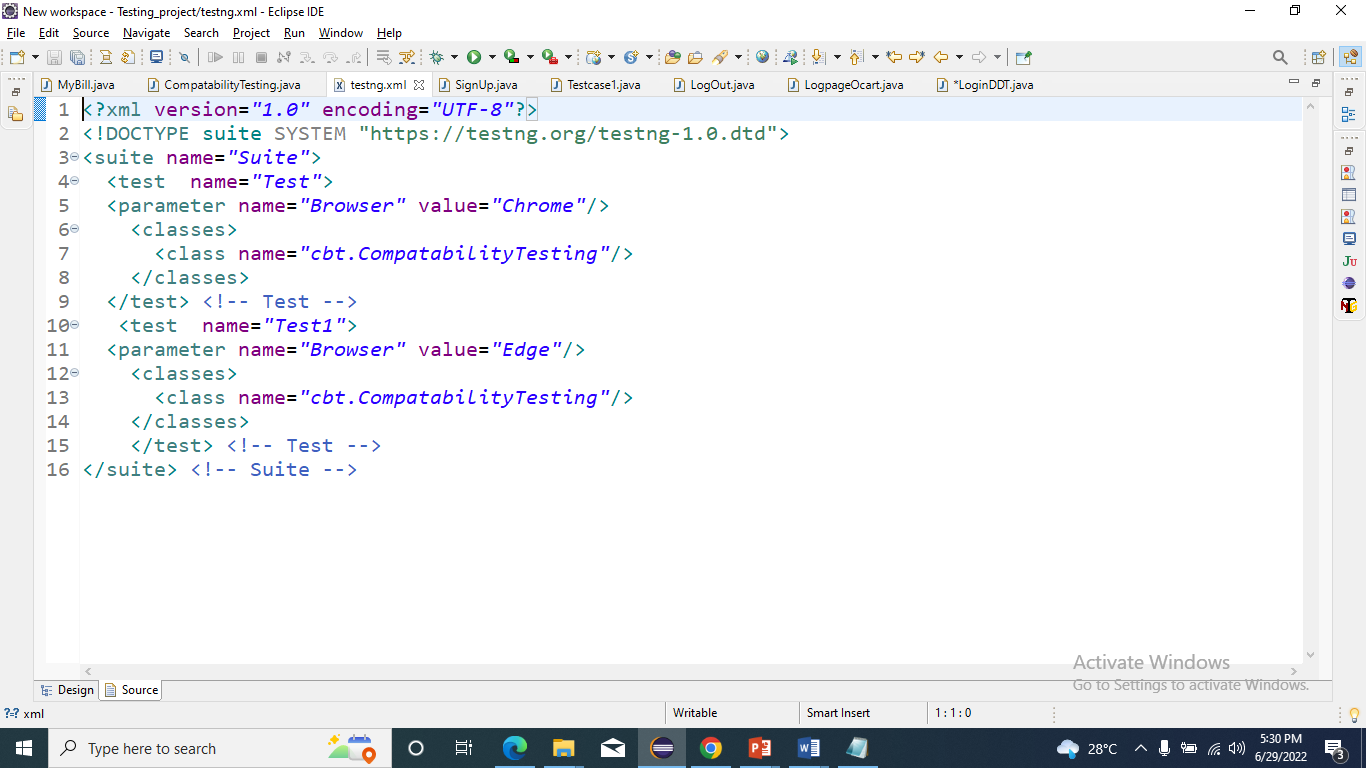 New workspace - Testing_project/testng.xml - Eclipse IDE
File Edit Source Navigate Search Project Run Window Help
MyBill.java CompatabilityTesting.java testng.xml SignUp.java Testcase1.java LogOut.java LogpageOcart.java *LoginDDT.java
1 <?xml version="1.0" encoding="UTF-8"?>
2 <!DOCTYPE suite SYSTEM "https://testng.org/testng-1.0.dtd">
3 <suite name="Suite">
4 <test  name="Test">
5 <parameter name="Browser" value="Chrome"/>
6 <classes>
7 <class name="cbt.CompatabilityTesting"/>
8 </classes>
9 </test> <!-- Test -->
10 <test  name="Test1">
11 <parameter name="Browser" value="Edge"/>
12 <classes>
13 <class name="cbt.CompatabilityTesting"/>
14 </classes>
15 </test> <!-- Test -->
16 </suite> <!-- Suite -->
Ju
Activate Windows
Go to Settings to activate Windows.
Design Source
?-? xml Writable Smart Insert 1 : 1 : 0
Type here to search 28°C 5:30 PM
6/29/2022 3